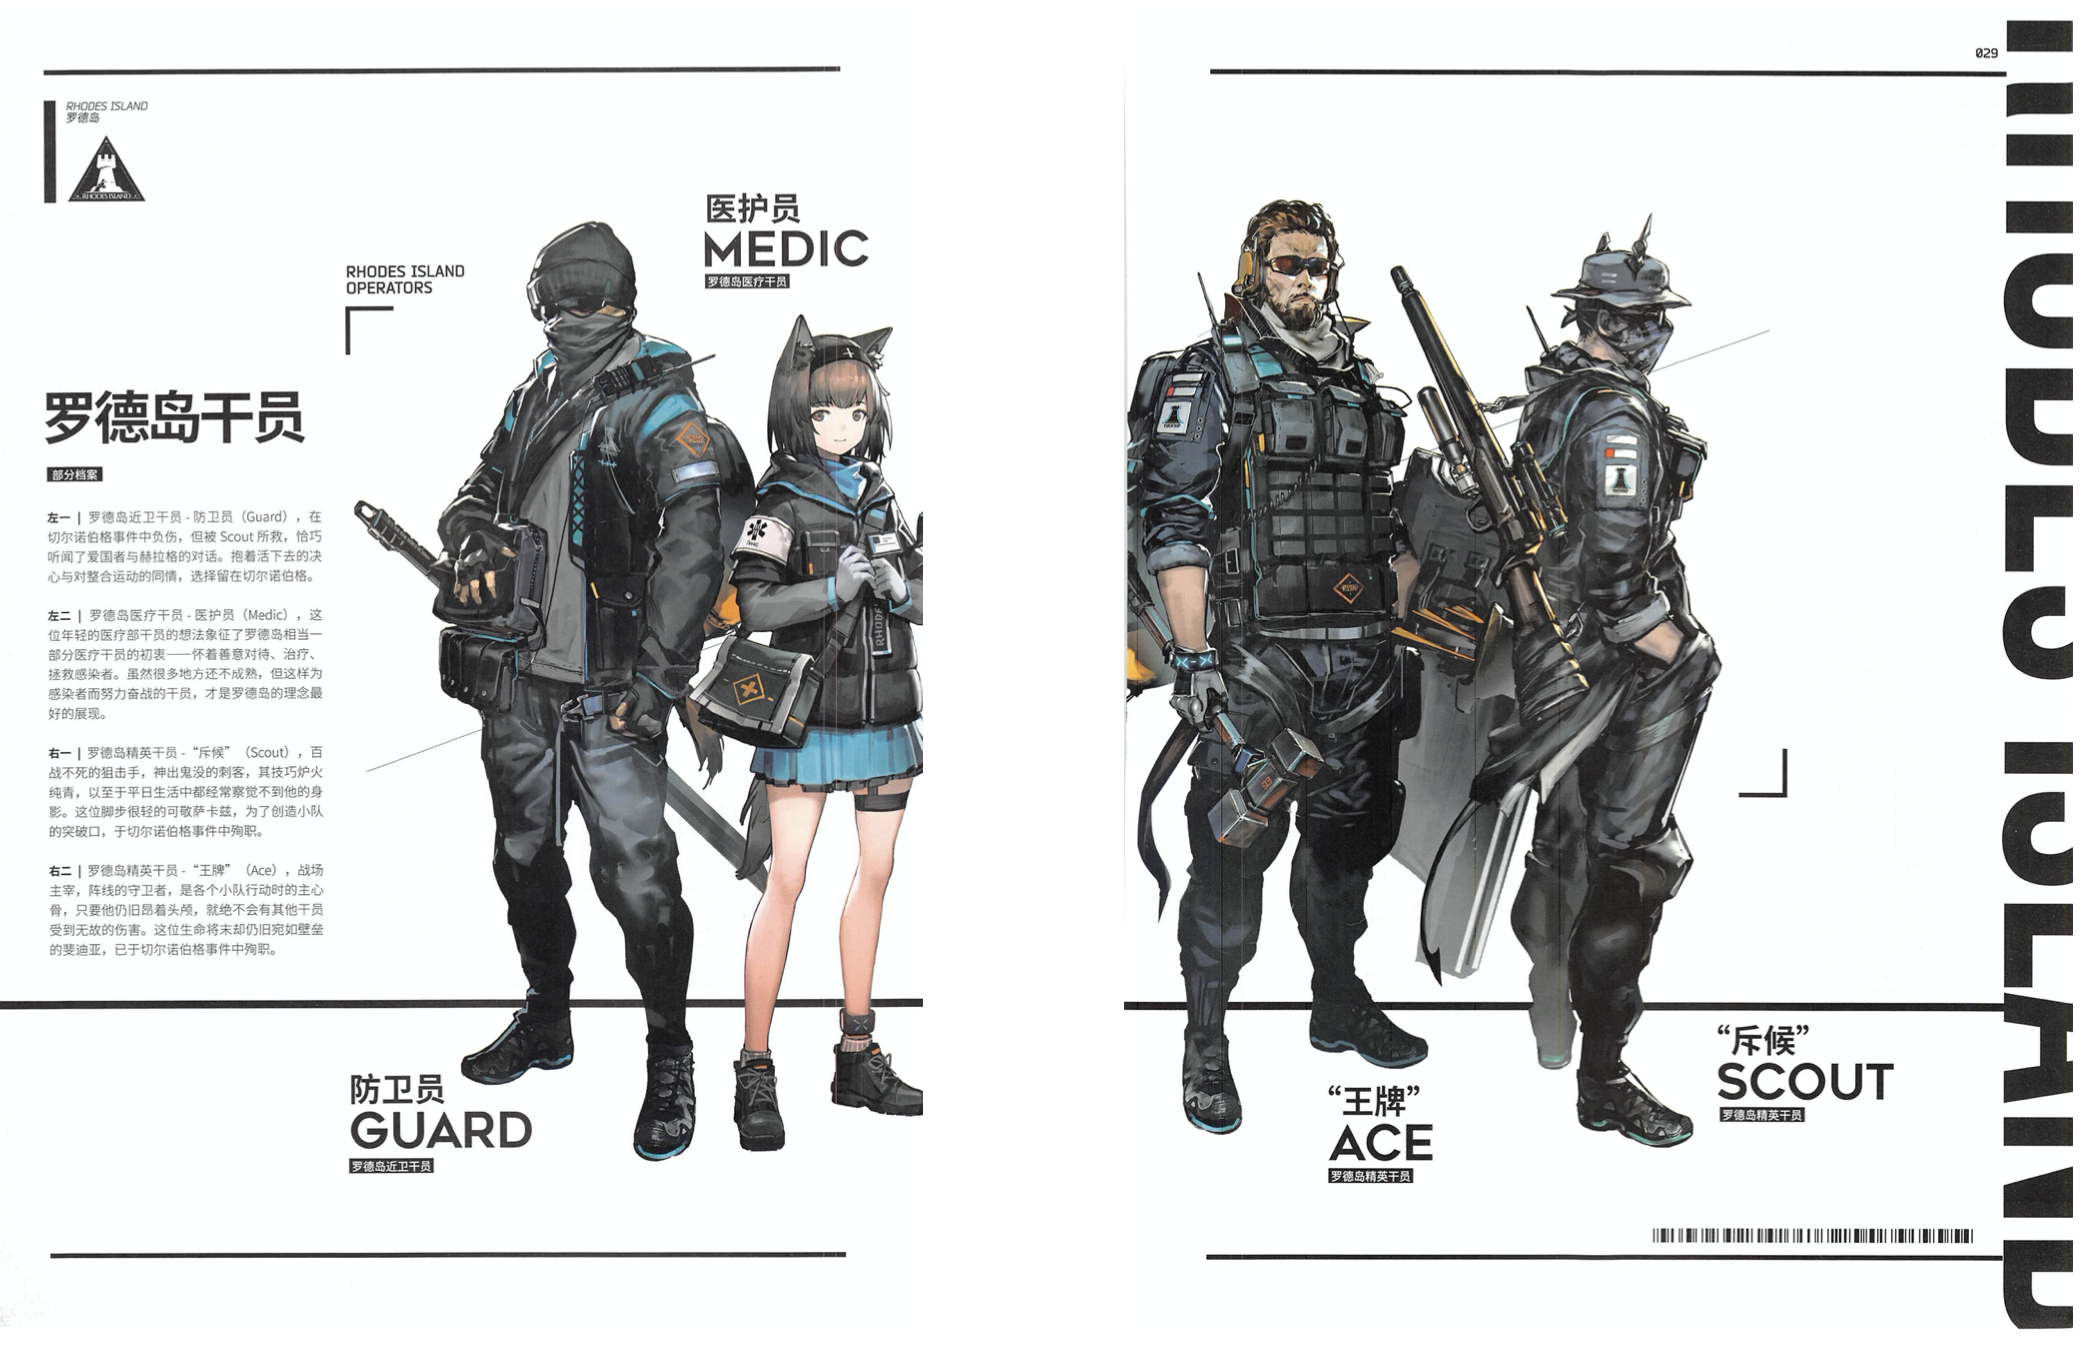 RHODES ISLAND
罗德岛
RHODES ISLAND
RHODES ISLAND
OPERATORS
罗德岛干员
部分档案
左一 | 罗德岛近卫干员 - 防卫员（Guard），在
切尔诺伯格事件中负伤，但被 Scout 所救，恰巧
听闻了爱国者与赫拉格的对话。抱着活下去的决
心与对整合运动的同情，选择留在切尔诺伯格。
左二 | 罗德岛医疗干员 - 医护员（Medic），这
位年轻的医疗部干员的想法象征了罗德岛相当一
部分医疗干员的初衷——怀着善意对待、治疗、
拯救感染者。虽然很多地方还不成熟，但这样为
感染者而努力奋战的干员，才是罗德岛的理念最
好的展现。
右一 | 罗德岛精英干员 - “斥候”（Scout），百
战不死的狙击手，神出鬼没的刺客，其技巧炉火
纯青，以至于平日生活中都经常察觉不到他的身
影。这位脚步很轻的可敬萨卡兹，为了创造小队
的突破口，于切尔诺伯格事件中殉职。
右二 | 罗德岛精英干员 - “王牌”（Ace），战场
主宰，阵线的守卫者，是各个小队行动时的主心
骨，只要他仍旧昂着头颅，就绝不会有其他干员
受到无故的伤害。这位生命将末却仍旧宛如壁垒
的斐迪亚，已于切尔诺伯格事件中殉职。
医护员
MEDIC
罗德岛医疗干员
防卫员
GUARD
罗德岛近卫干员
029
“王牌”
ACE
罗德岛精英干员
“斥候”
SCOUT
罗德岛精英干员
RHODES ISLAND